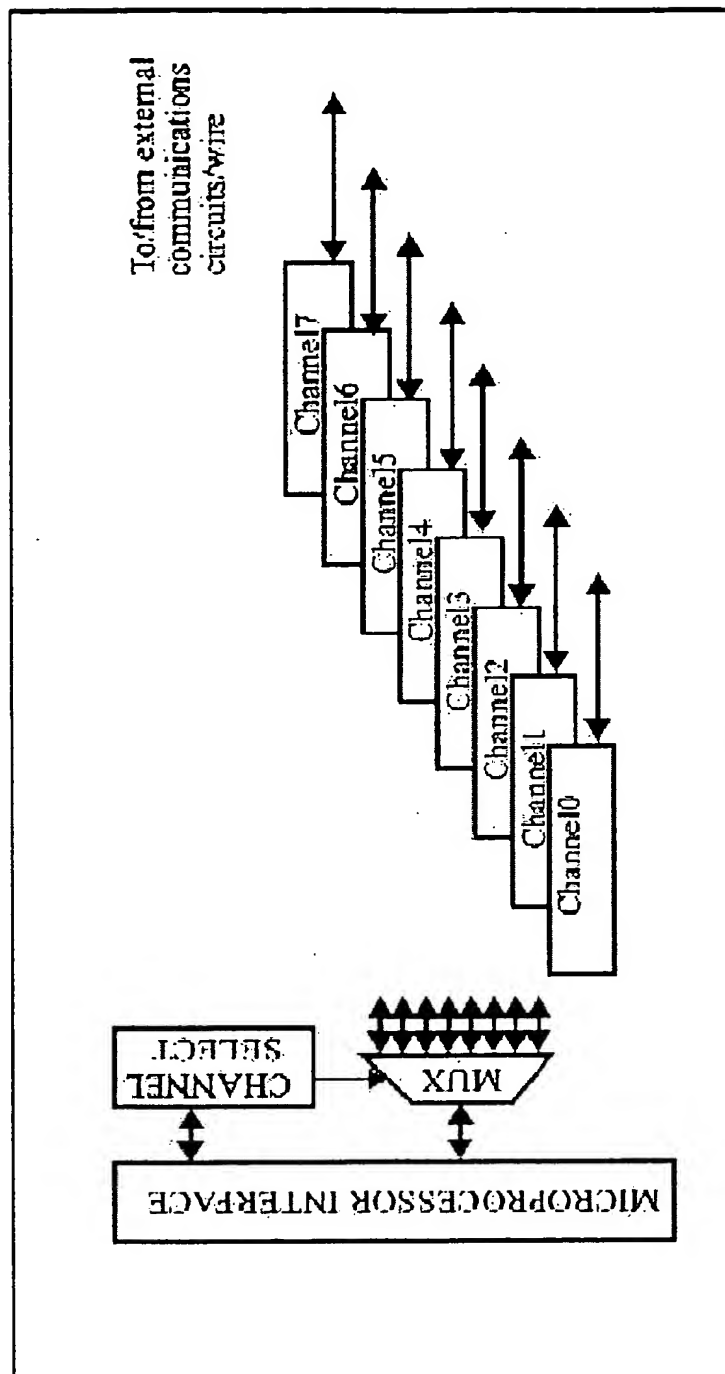 To/from external
communications
circuits/wire
Channel7
Channel6
Channel5
Channel4
Channel3
Channel2
Channel1
Channel0
CHANNEL
SELECT
MUX
MICROPROCESSOR INTERFACE